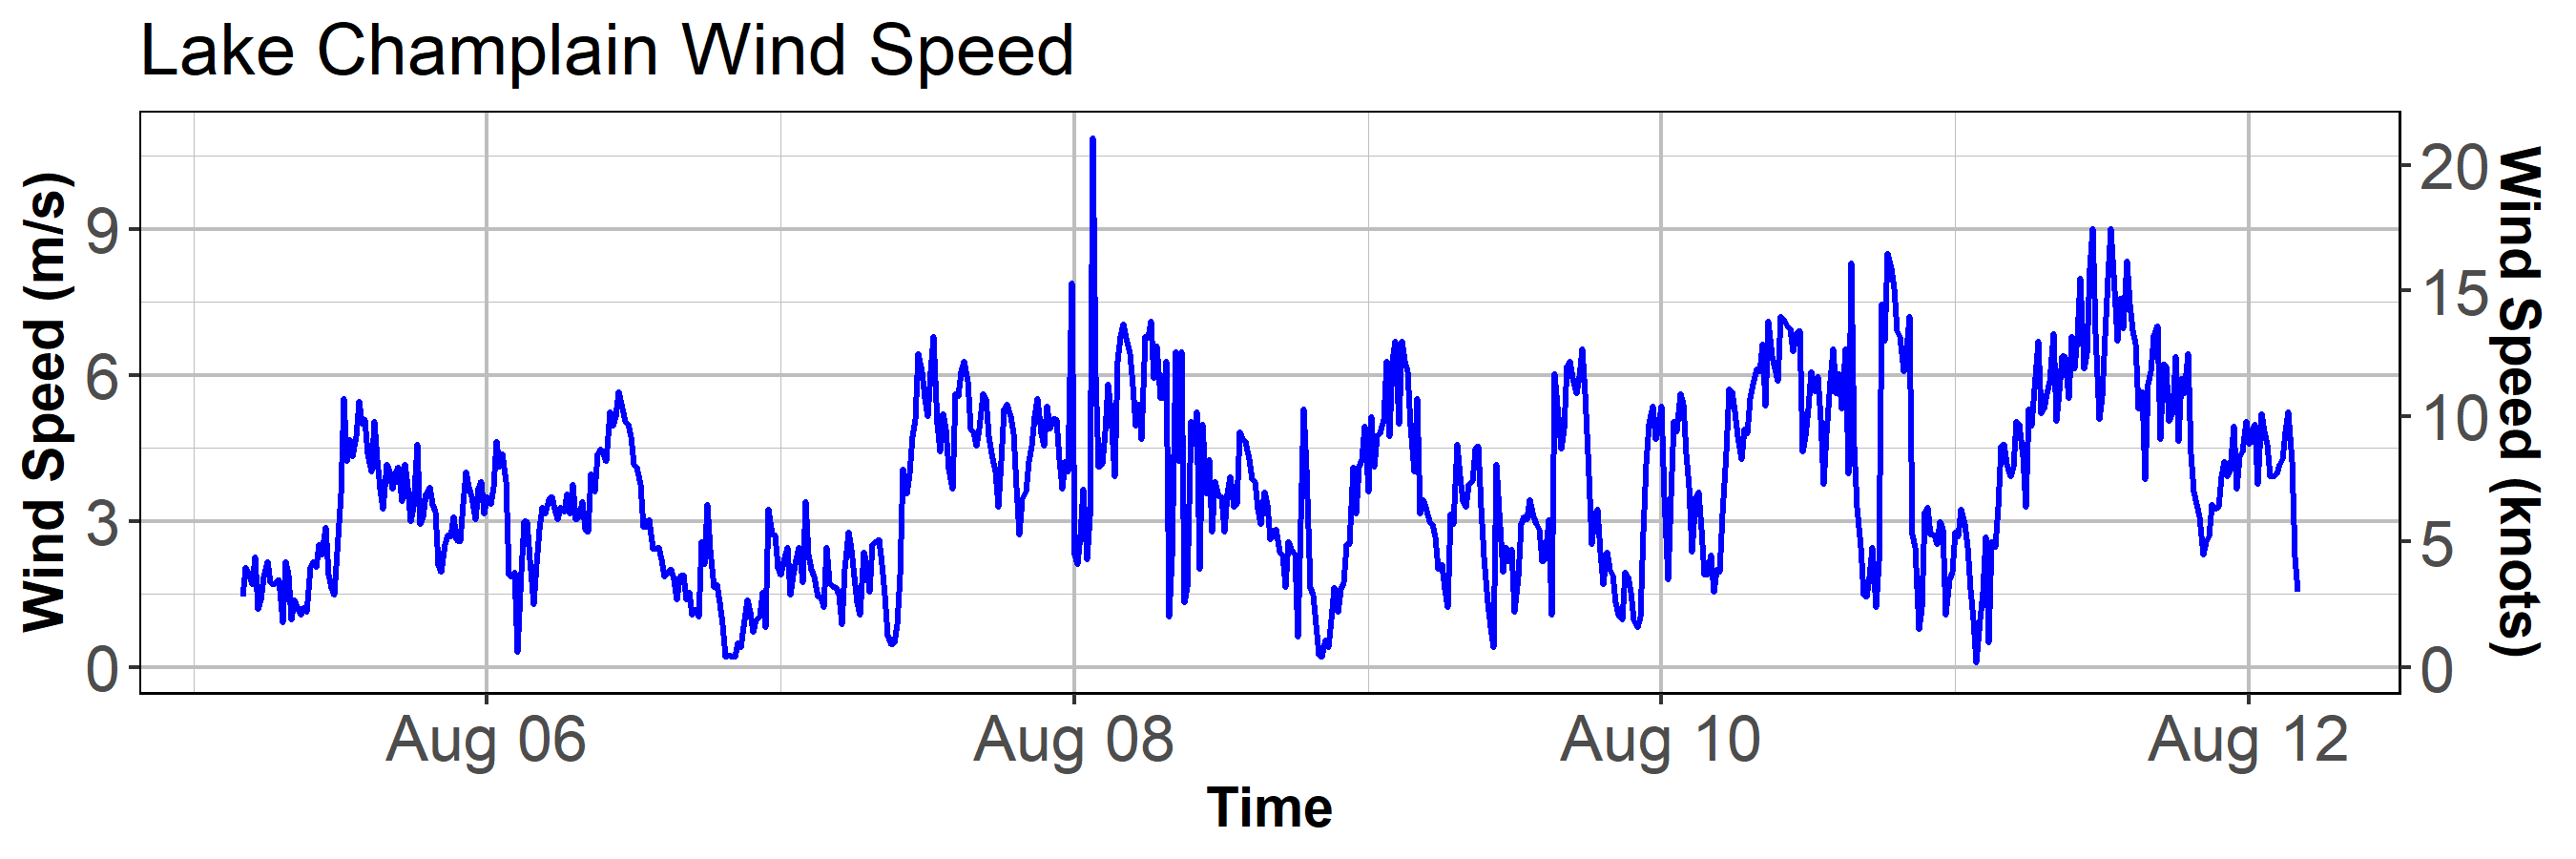 Lake Champlain Wind Speed
Wind Speed (m/s)
9
6
3
0
20
15
10
5
0
Wind Speed (knots)
Aug 06
Aug 08
Aug 10
Aug 12
Time